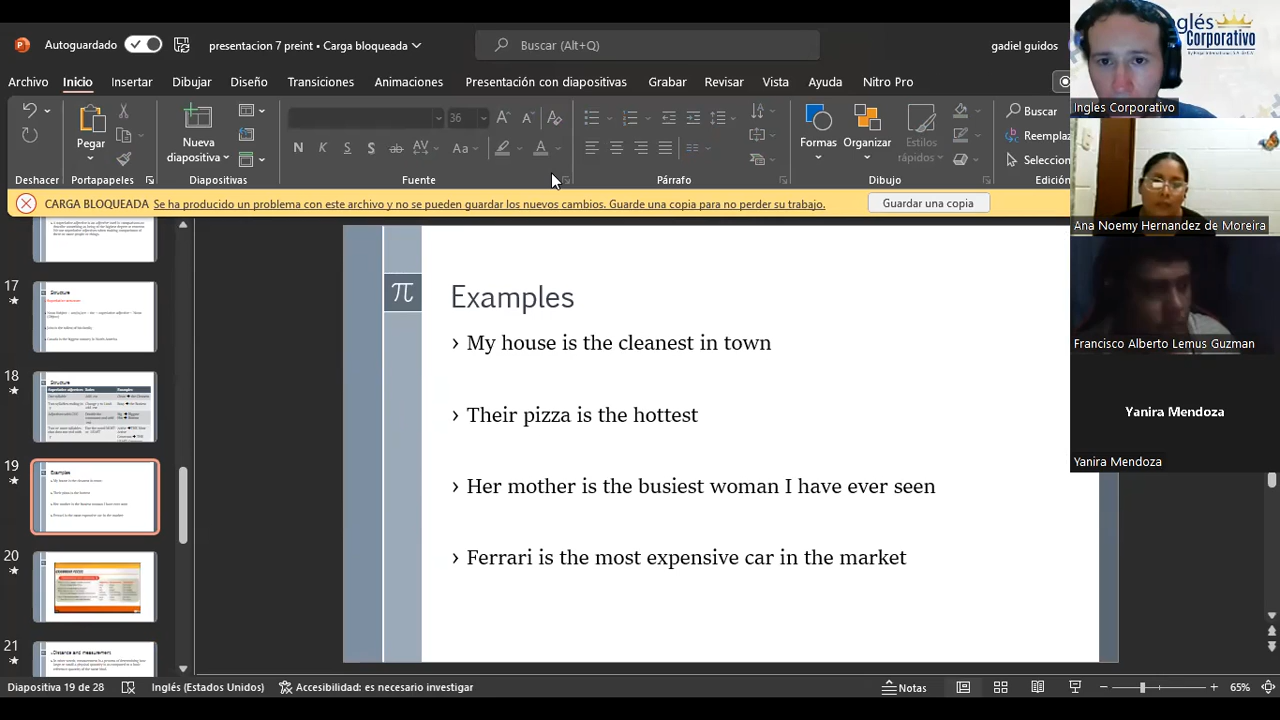 Autoguardado
presentacion 7 preint • Carga bloqueada
Buscar (Alt+Q)
gadiel guidos
Archivo Inicio Insertar Dibujar Diseño Transiciones Animaciones Presentación con diapositivas Grabar Revisar Vista Ayuda Nitro Pro
36
Pegar
Nueva
diapositiva
Formas
Organizar
Estilos
rápidos
Buscar
Reempla
Seleccion
Deshacer Portapapeles Diapositivas Fuente Párrafo Dibujo Edición
CARGA BLOQUEADA Se ha producido un problema con este archivo y no se pueden guardar los nuevos cambios. Guarde una copia para no perder su trabajo. Guardar una copia
17
18
19
20
21
Structure
Structure
Examples
Distance and measurement
π
Examples
› My house is the cleanest in town
› Their pizza is the hottest
› Her mother is the busiest woman I have ever seen
› Ferrari is the most expensive car in the market
Diapositiva 19 de 28 Inglés (Estados Unidos) Accesibilidad: es necesario investigar Notas 65%
Inglés
Corporativo
Ingles Corporativo
Ana Noemy Hernandez de Moreira
Francisco Alberto Lemus Guzman
Yanira Mendoza
Yanira Mendoza